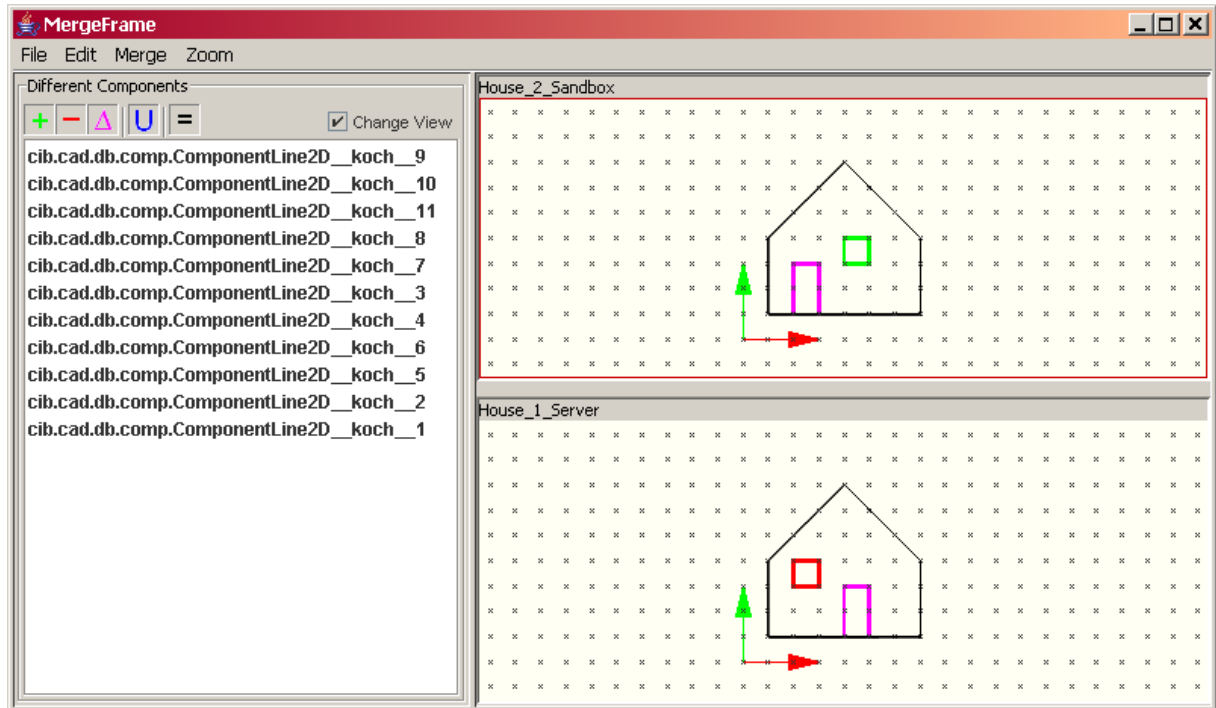 MergeFrame
File Edit Merge Zoom
Different Components
+ − Δ U = Change View
cib.cad.db.comp.ComponentLine2D__koch__9
cib.cad.db.comp.ComponentLine2D__koch__10
cib.cad.db.comp.ComponentLine2D__koch__11
cib.cad.db.comp.ComponentLine2D__koch__8
cib.cad.db.comp.ComponentLine2D__koch__7
cib.cad.db.comp.ComponentLine2D__koch__3
cib.cad.db.comp.ComponentLine2D__koch__4
cib.cad.db.comp.ComponentLine2D__koch__6
cib.cad.db.comp.ComponentLine2D__koch__5
cib.cad.db.comp.ComponentLine2D__koch__2
cib.cad.db.comp.ComponentLine2D__koch__1
House_2_Sandbox
House_1_Server